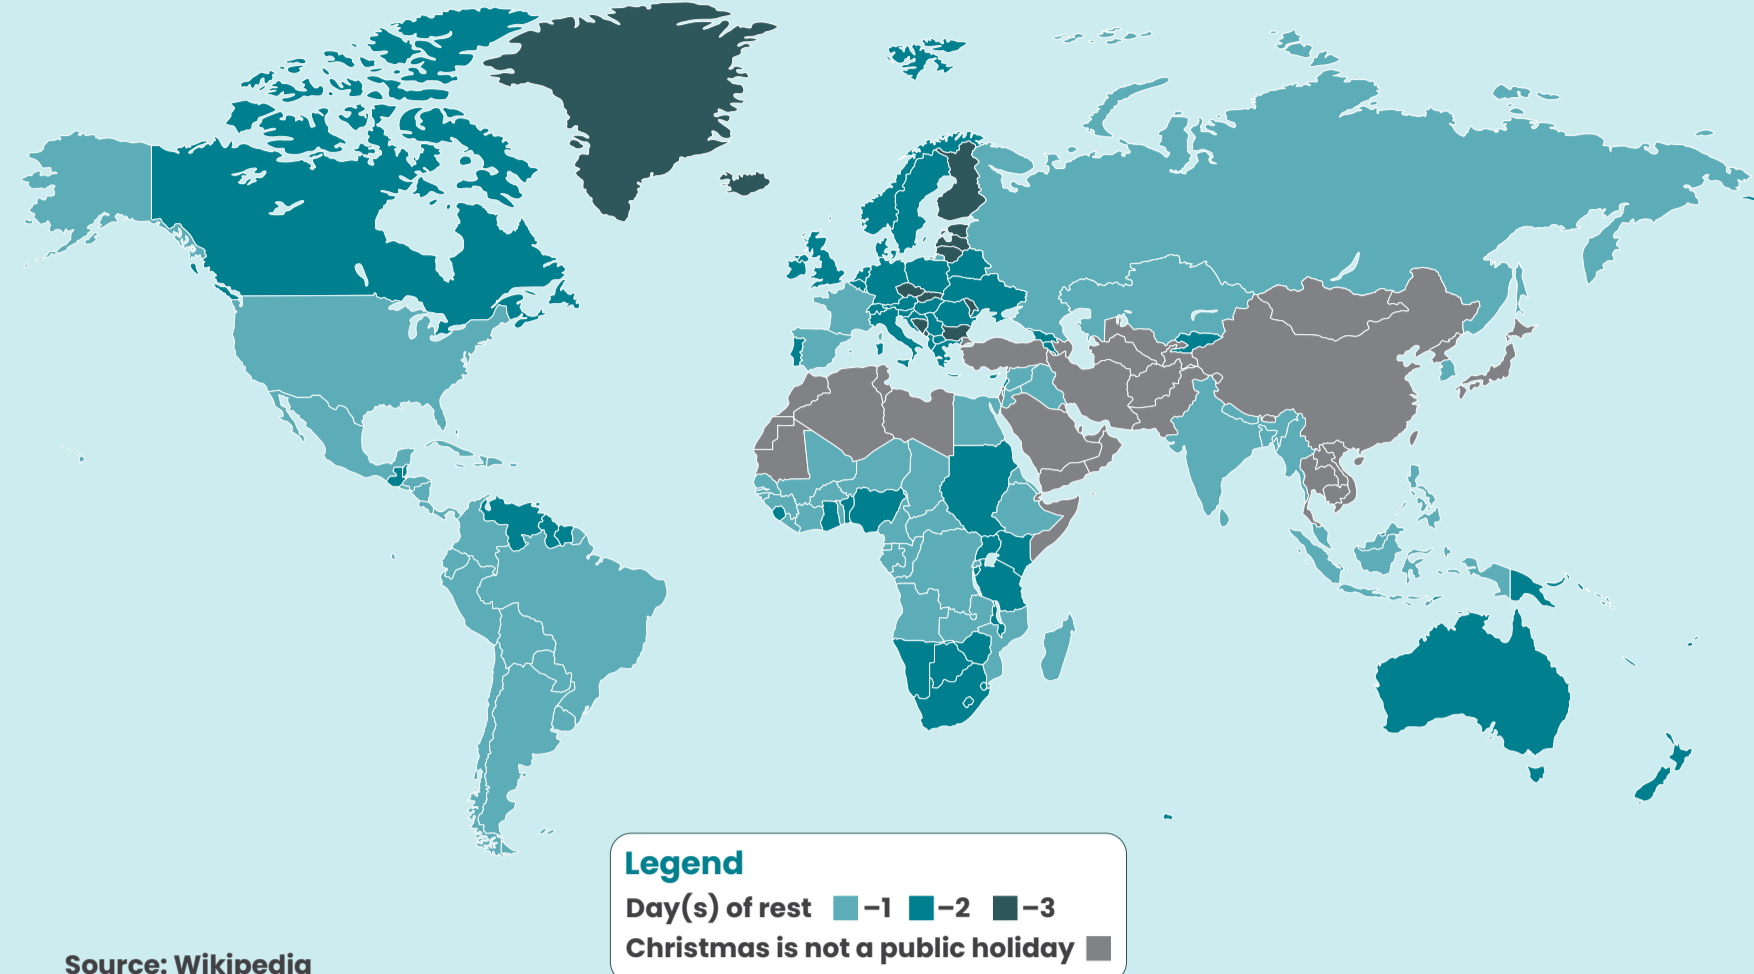 Legend
Day(s) of rest –1 –2 –3
Christmas is not a public holiday
Source: Wikipedia